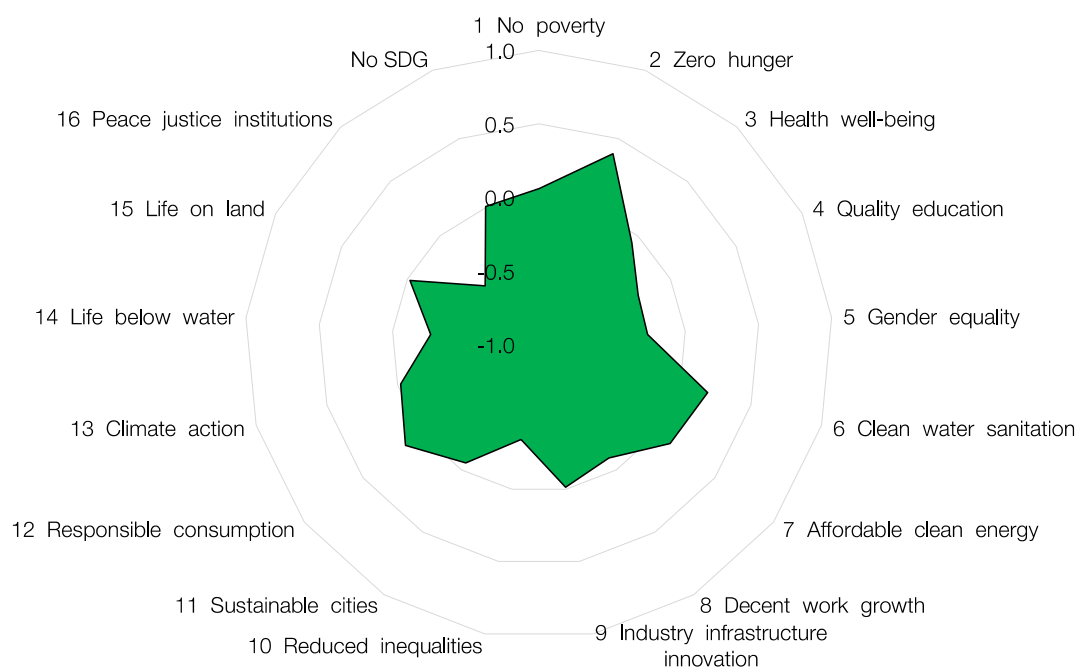 1 No poverty
1.0
No SDG
2 Zero hunger
16 Peace justice institutions
0.5
3 Health well-being
15 Life on land
0.0
4 Quality education
-0.5
14 Life below water
5 Gender equality
-1.0
13 Climate action
6 Clean water sanitation
12 Responsible consumption
7 Affordable clean energy
11 Sustainable cities
8 Decent work growth
10 Reduced inequalities
9 Industry infrastructure
innovation